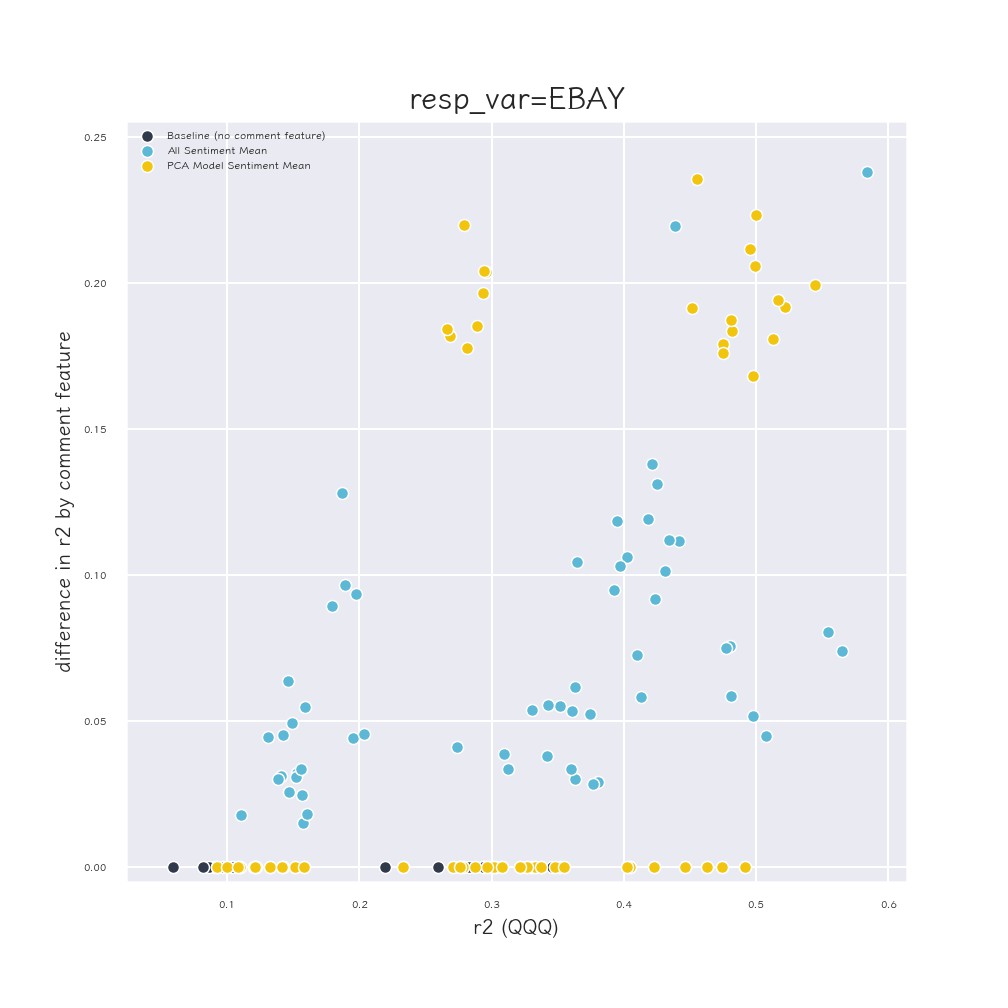 resp_var=EBAY
Baseline (no comment feature)
All Sentiment Mean
PCA Model Sentiment Mean
0.25
0.20
0.15
0.10
0.05
0.00
difference in r2 by comment feature
0.1
0.2
0.3
0.4
0.5
0.6
r2 (QQQ)